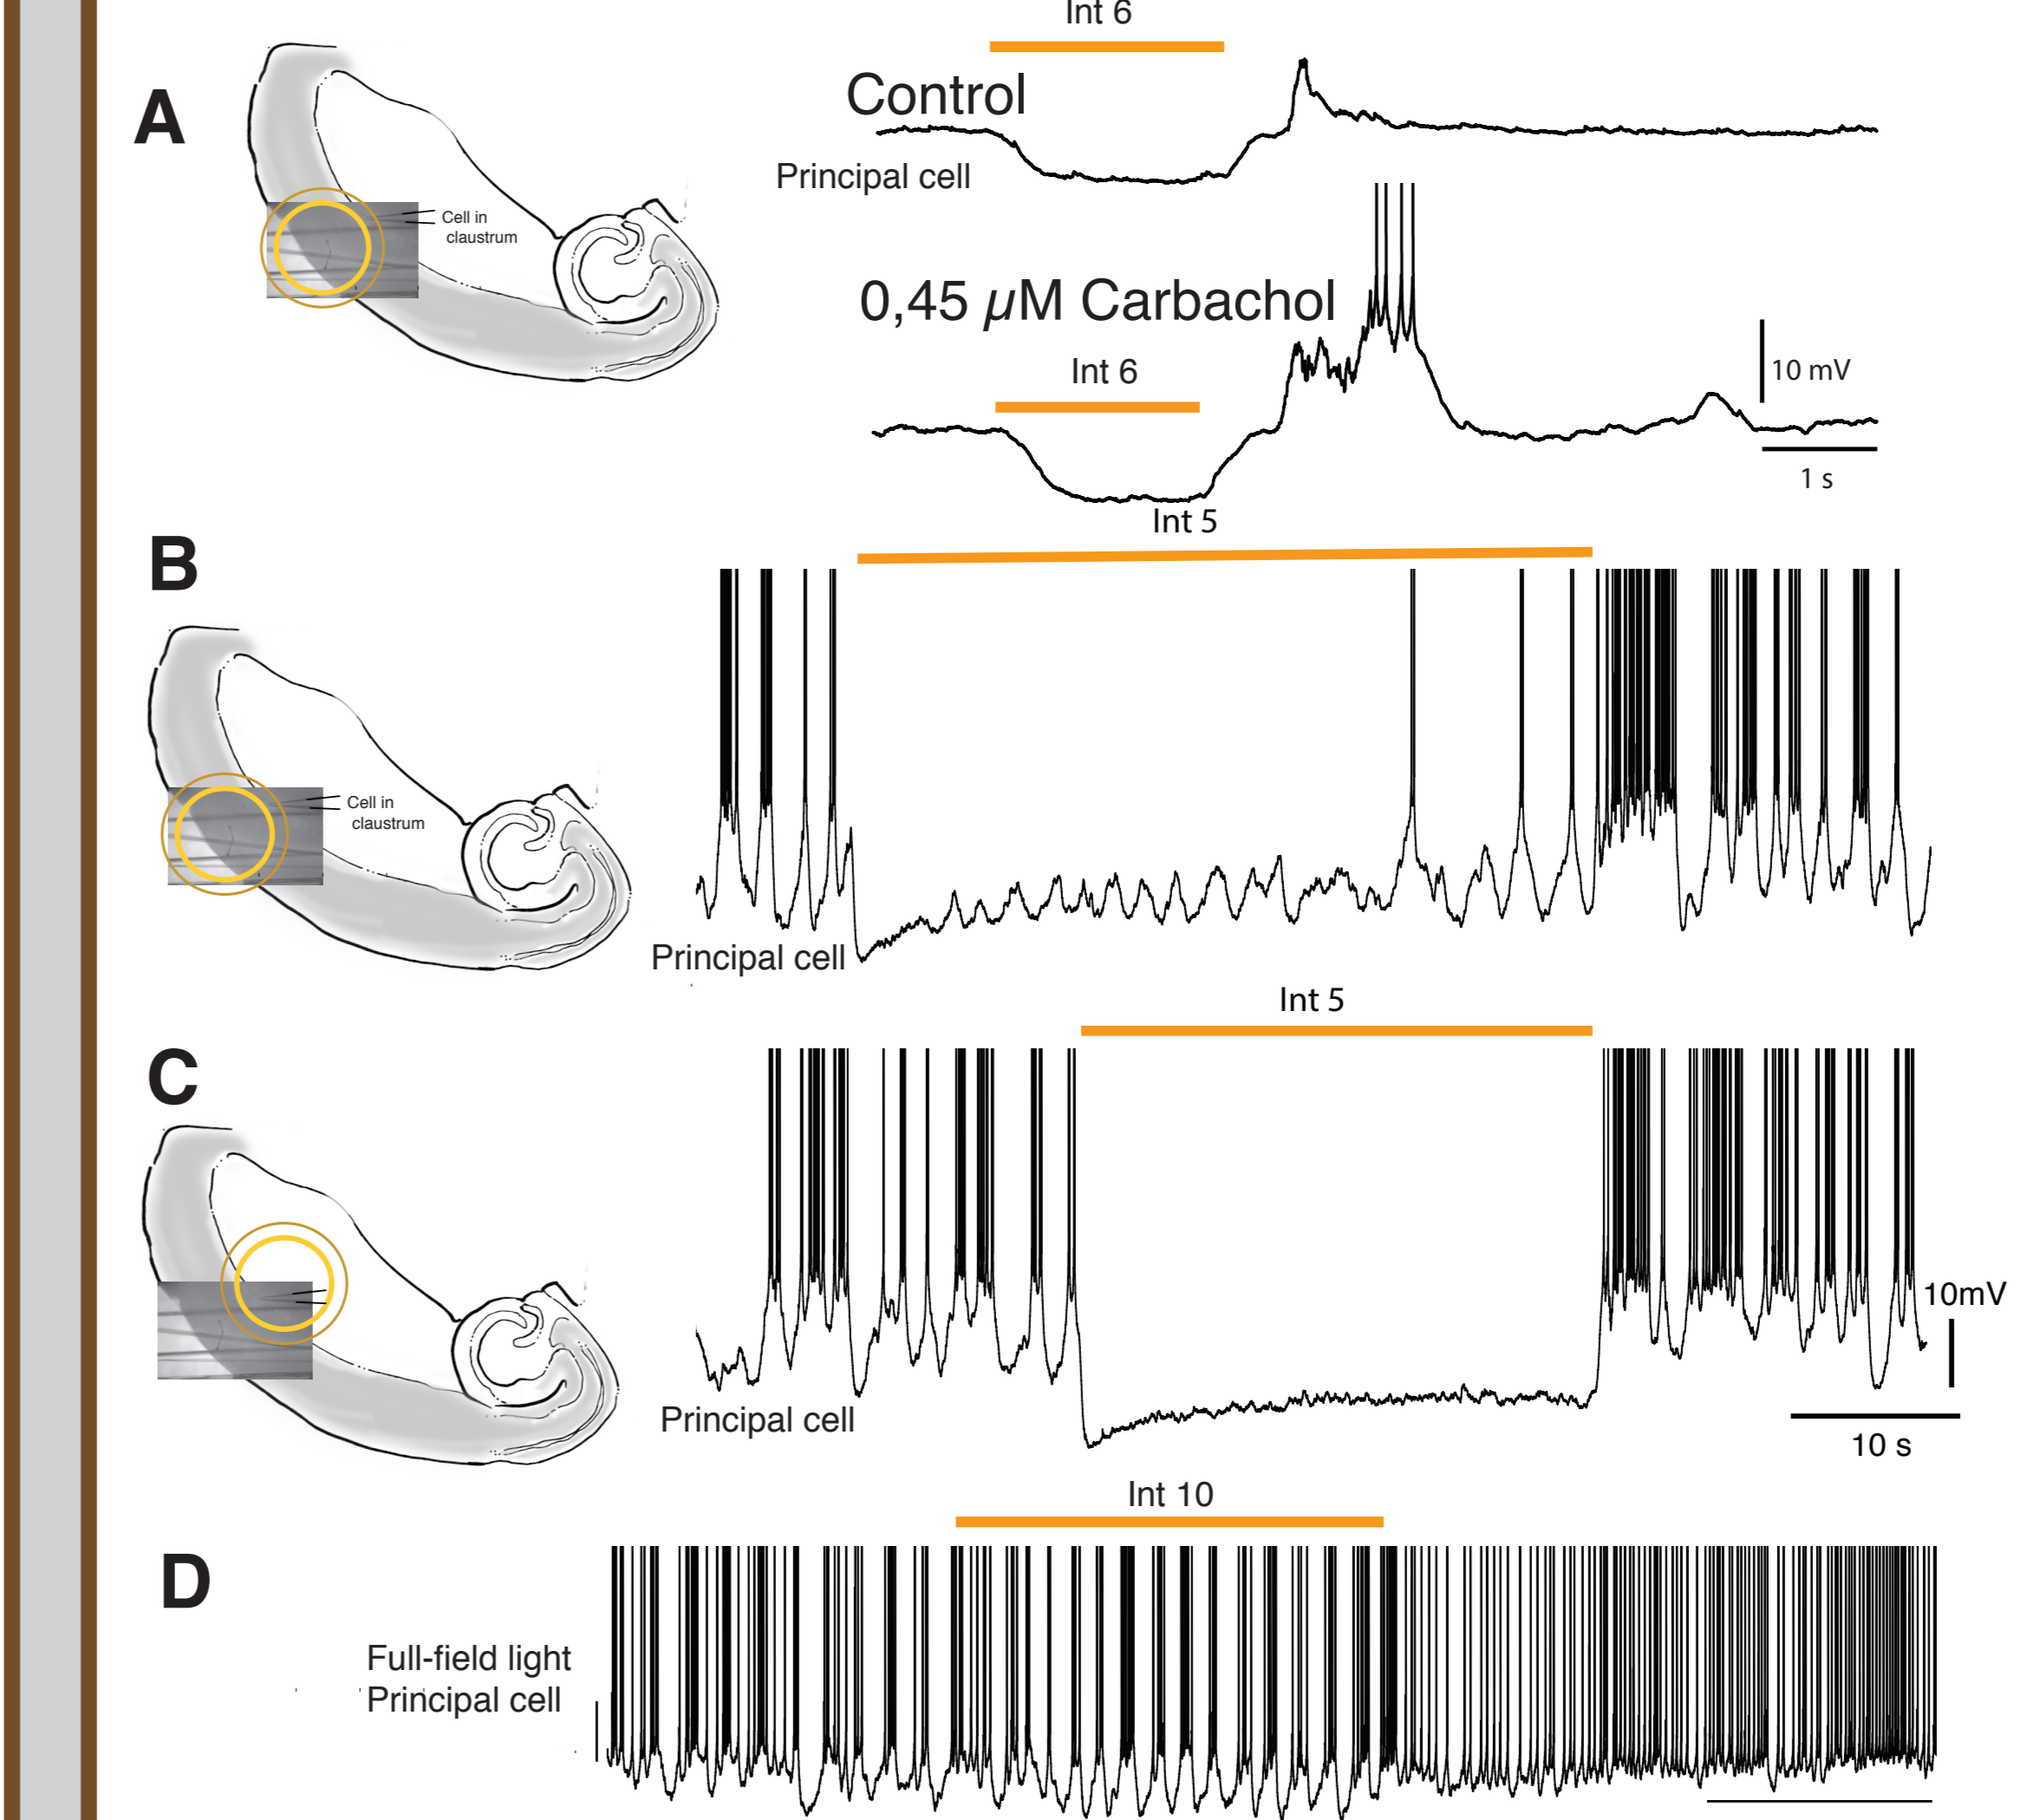 Int 6
A
Control
Principal cell
Cell in
claustrum
0,45 µM Carbachol
Int 6
10 mV
1 s
Int 5
B
Cell in
claustrum
Principal cell
Int 5
C
10mV
Principal cell
10 s
Int 10
D
Full-field light
Principal cell